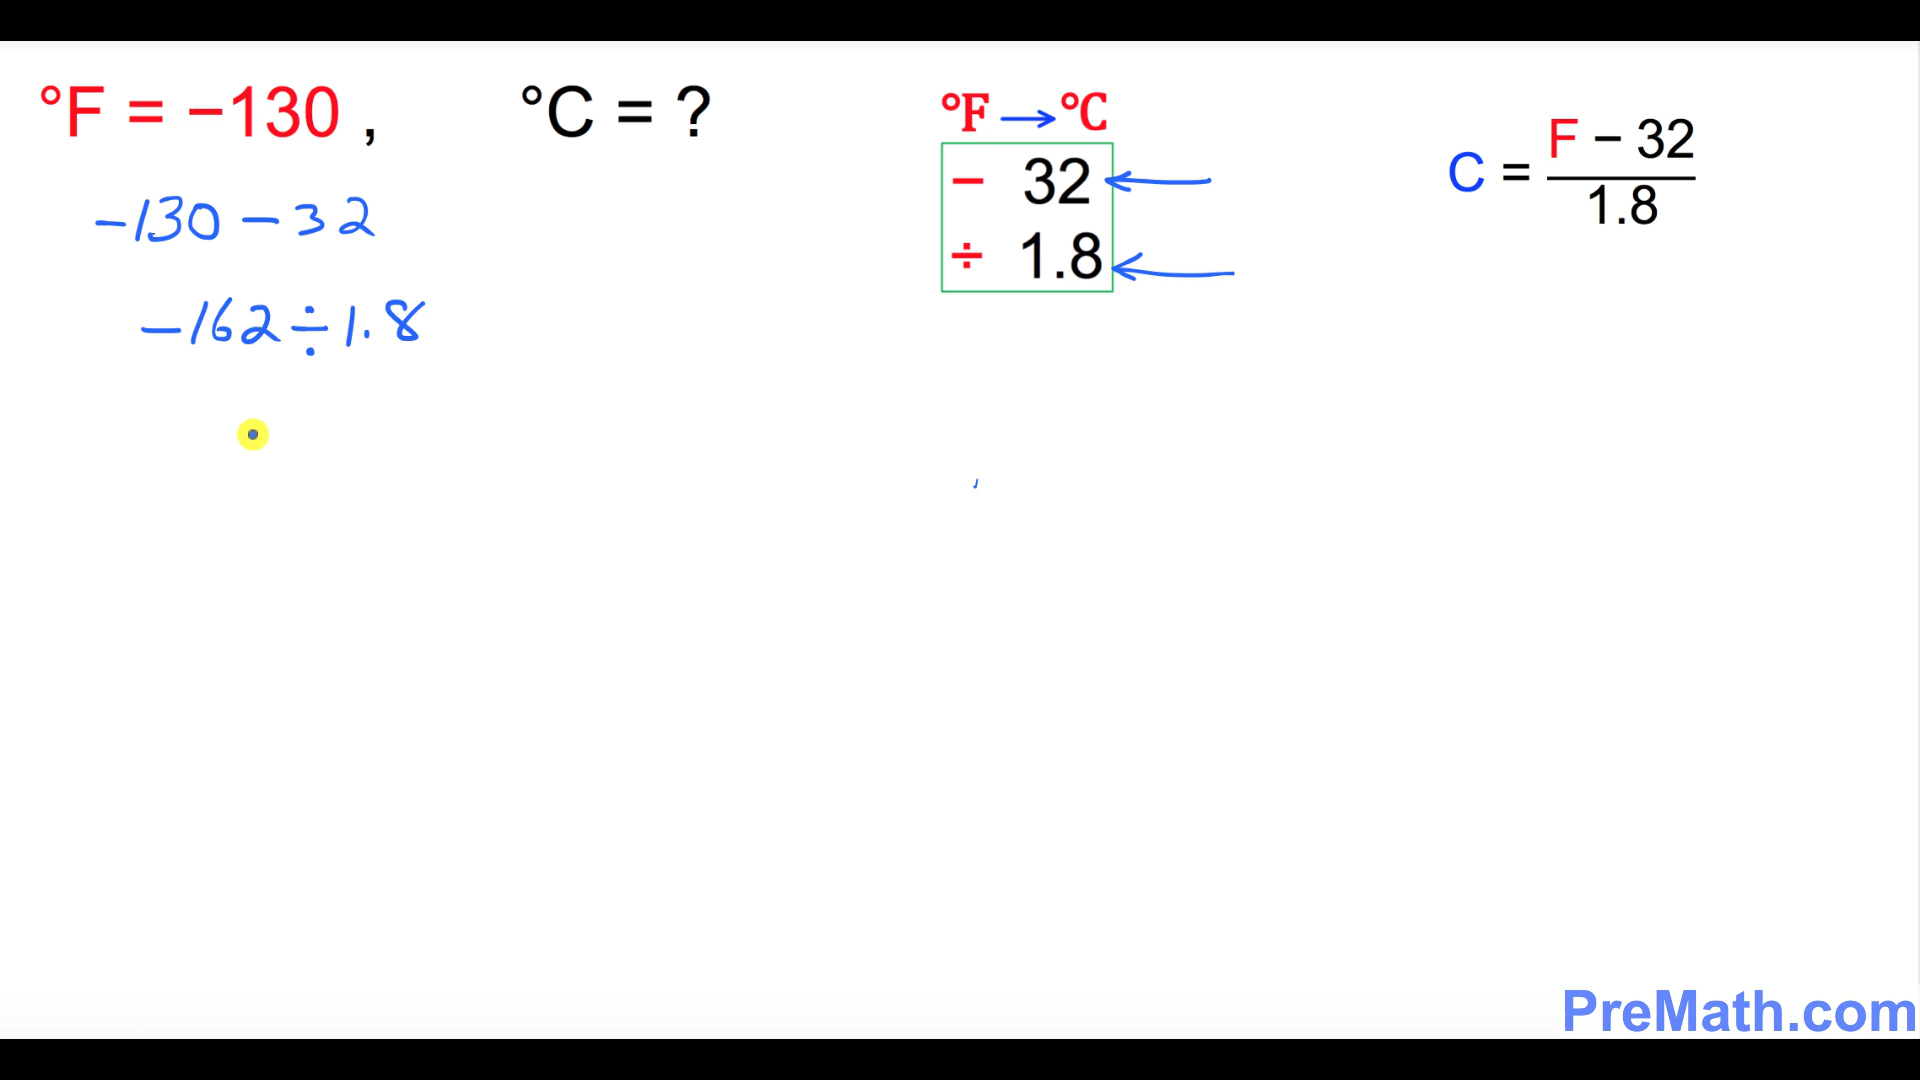 °F = −130 , °C = ?
-130 - 32
-162 ÷ 1.8
°F → °C
− 32
÷ 1.8
C = F − 32
1.8
PreMath.com